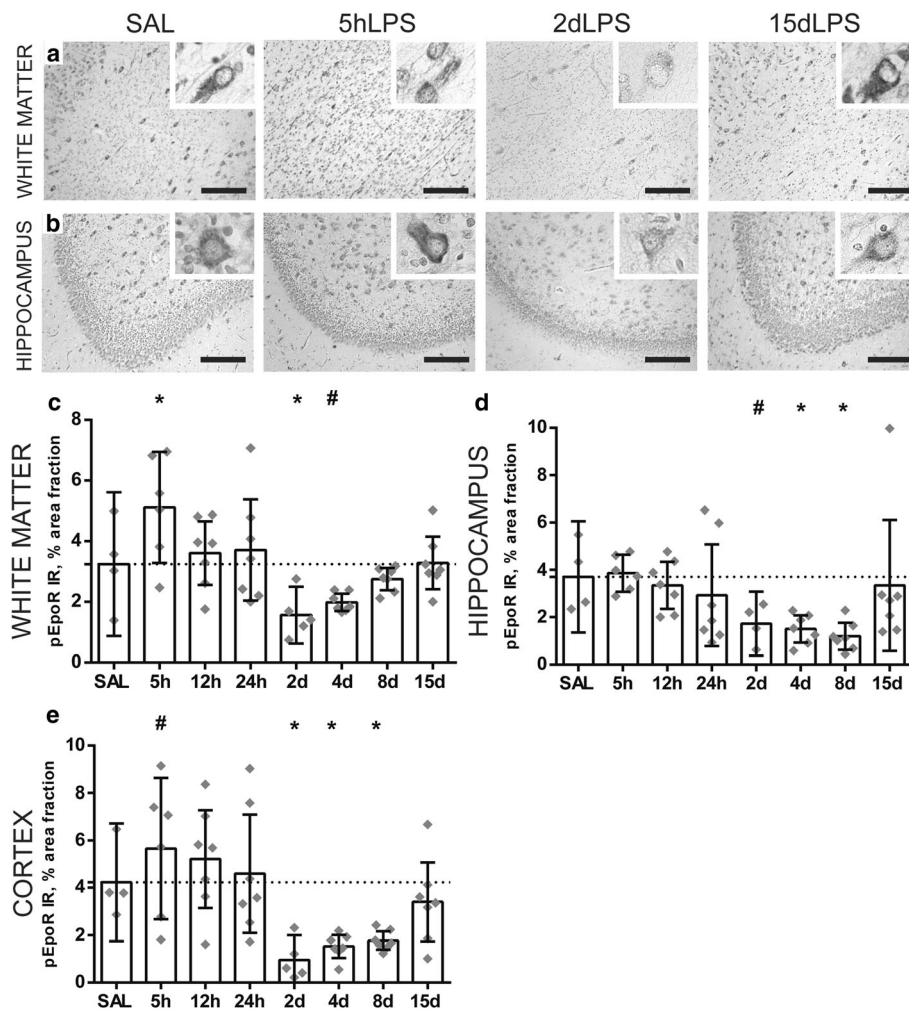 SAL 5hLPS 2dLPS 15dLPS
a
WHITE MATTER
b
HIPPOCAMPUS
c
* * #
WHITE MATTER
pEpoR IR, % area fraction
8
6
4
2
0
SAL 5h 12h 24h 2d 4d 8d 15d
d
# * *
HIPPOCAMPUS
pEpoR IR, % area fraction
10
8
6
4
2
0
SAL 5h 12h 24h 2d 4d 8d 15d
e
# * * *
CORTEX
pEpoR IR, % area fraction
10
8
6
4
2
0
SAL 5h 12h 24h 2d 4d 8d 15d